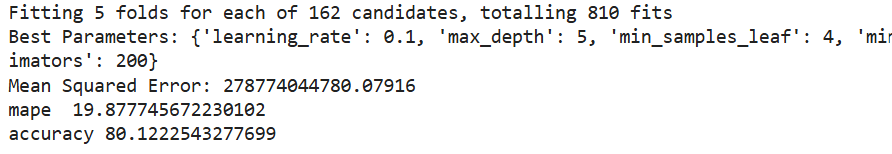 Fitting 5 folds for each of 162 candidates, totalling 810 fits
Best Parameters: {'learning_rate': 0.1, 'max_depth': 5, 'min_samples_leaf': 4, 'mi
imators': 200}
Mean Squared Error: 278774044780.07916
mape  19.877745672230102
accuracy 80.1222543277699